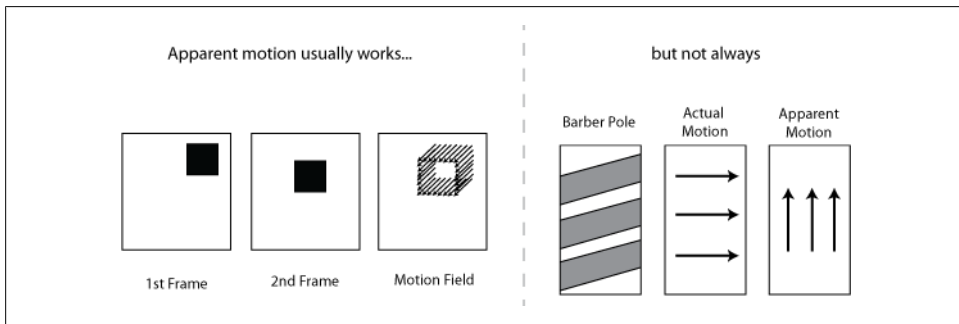 Apparent motion usually works...
but not always
1st Frame
2nd Frame
Motion Field
Barber Pole
Actual
Motion
Apparent
Motion